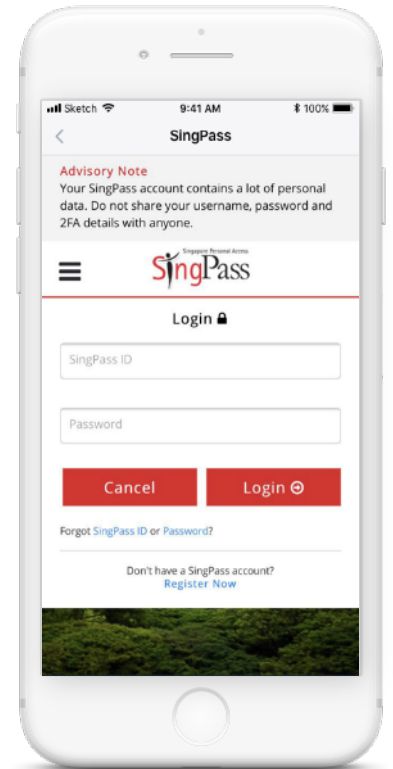 Sketch 9:41 AM 100%
SingPass
Advisory Note
Your SingPass account contains a lot of personal
data. Do not share your username, password and
2FA details with anyone.
Singapore Personal Access
SingPass
Login
SingPass ID
Password
Cancel Login
Forgot SingPass ID or Password?
Don't have a SingPass account?
Register Now